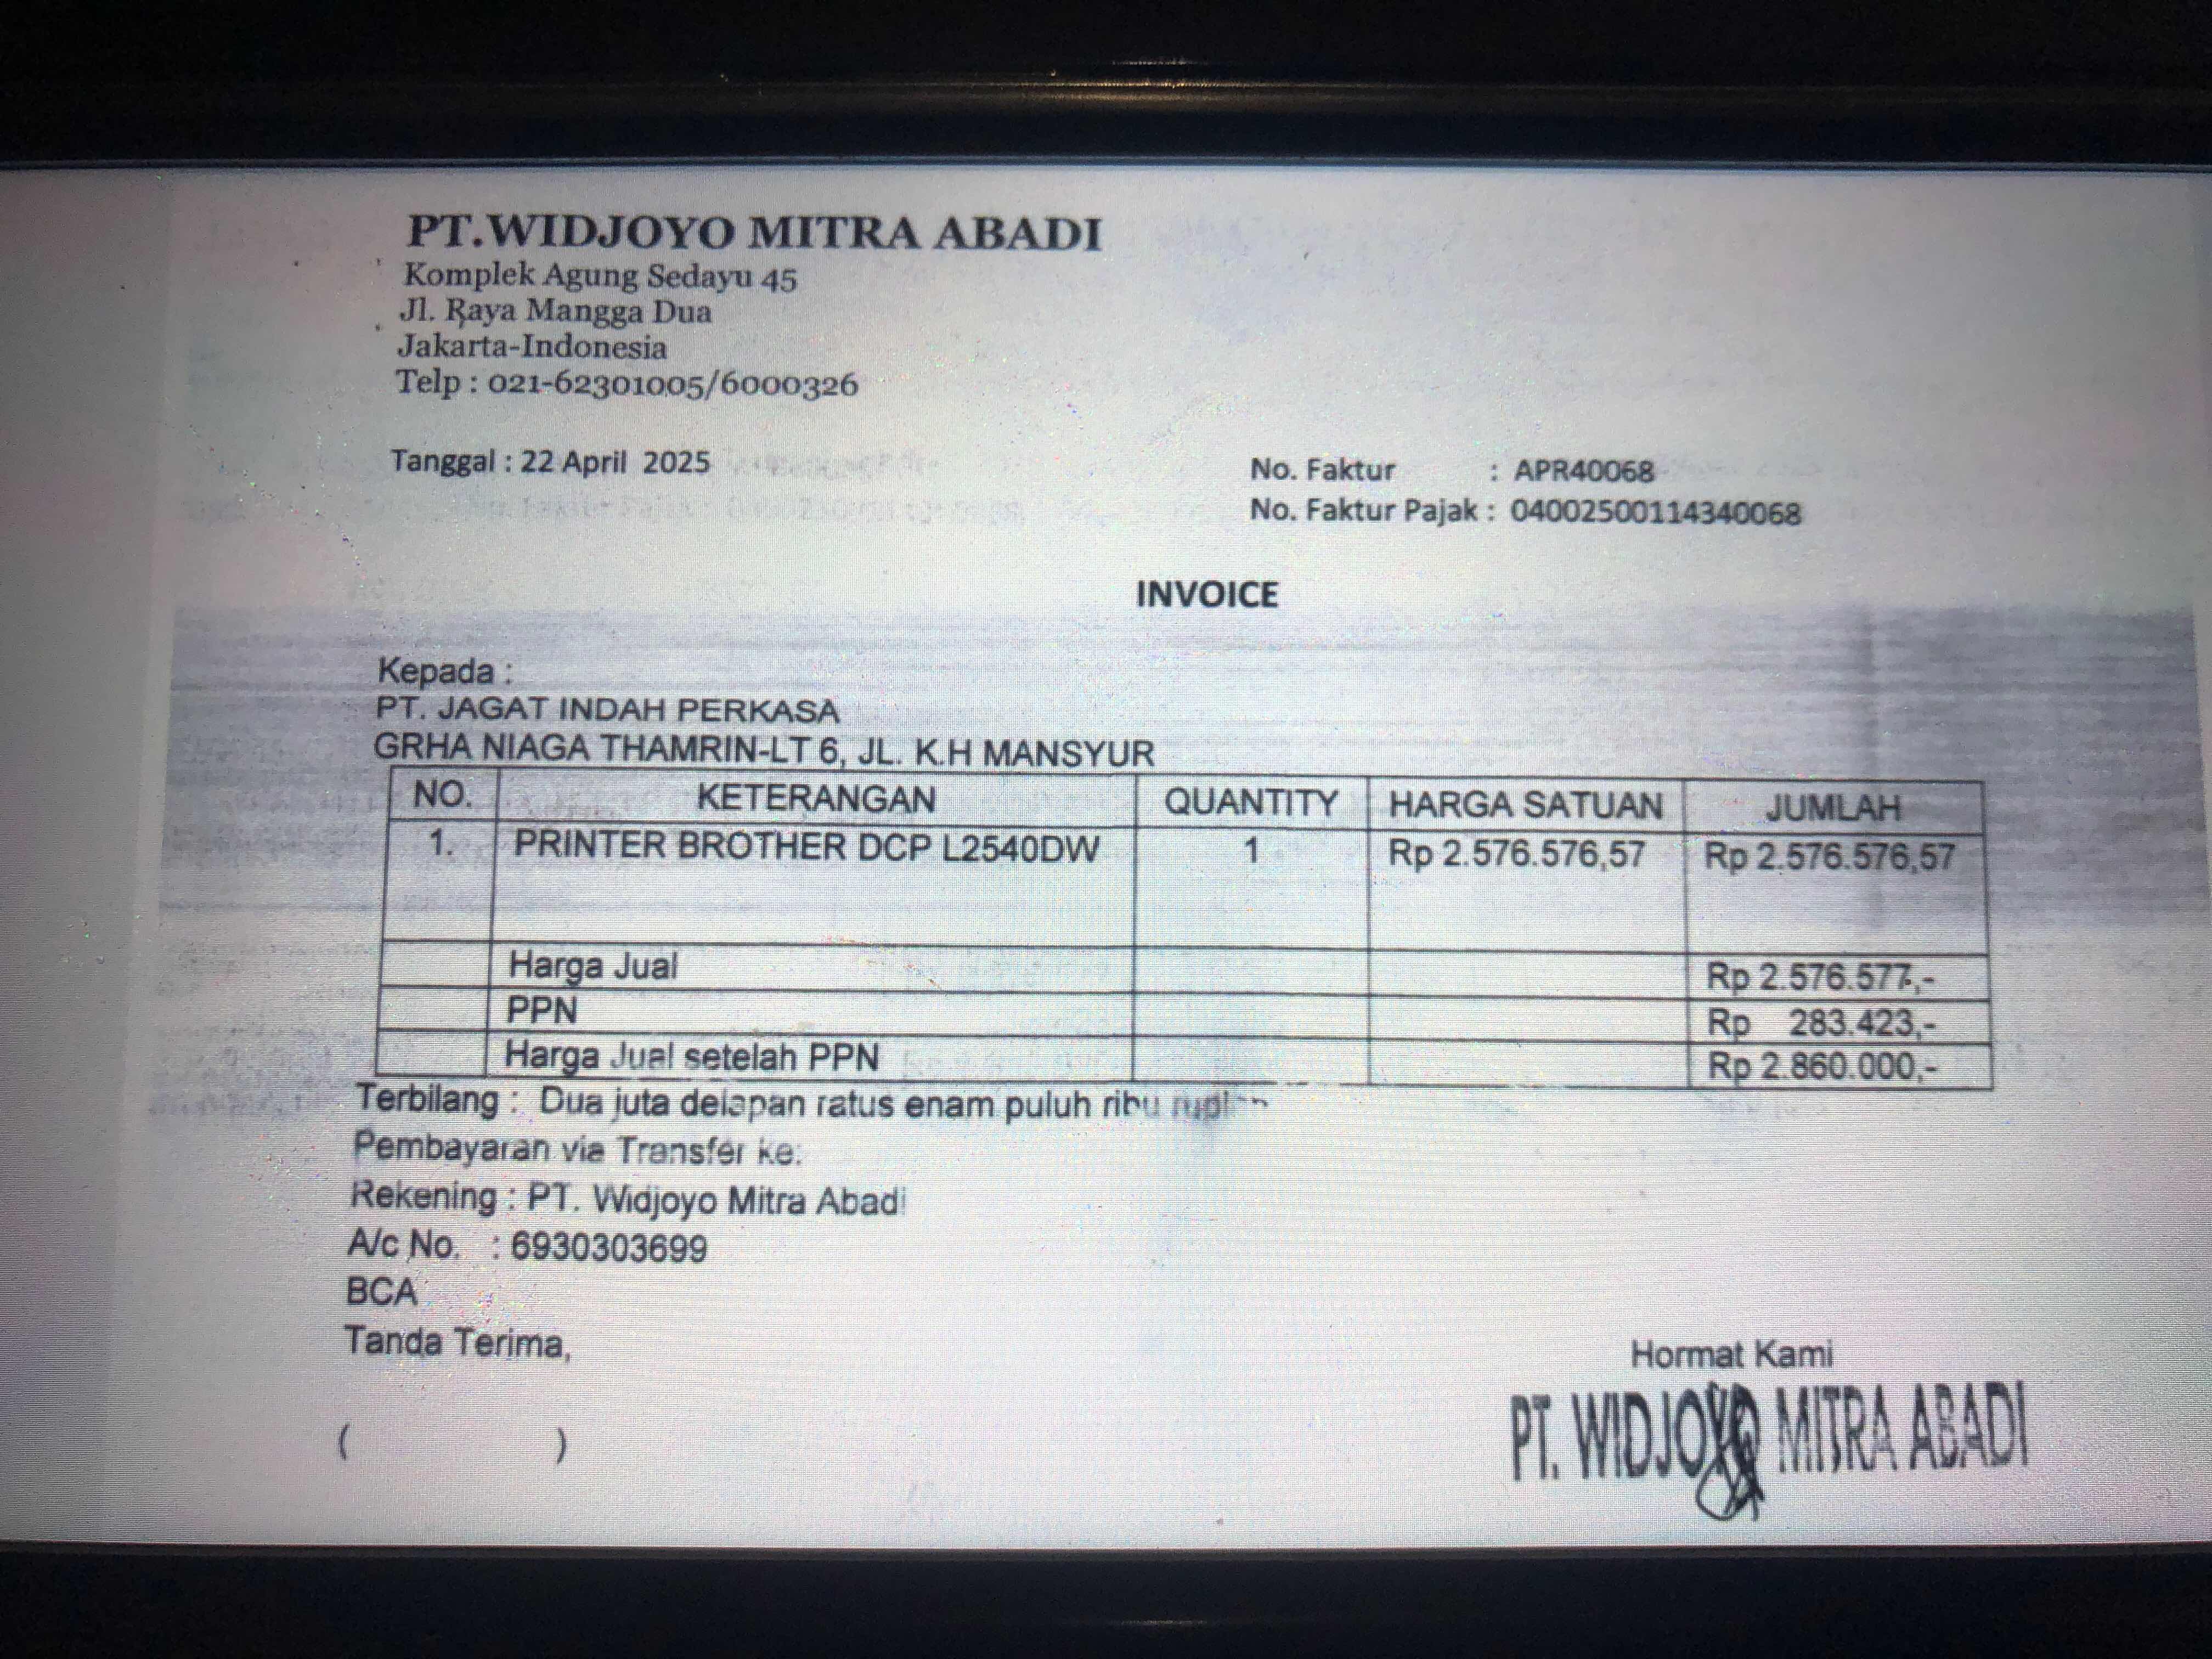 PT.WIDJOYO MITRA ABADI
Komplek Agung Sedayu 45
Jl. Raya Mangga Dua
Jakarta-Indonesia
Telp : 021-62301005/6000326
Tanggal : 22 April 2025
No. Faktur : APR40068
No. Faktur Pajak : 04002500114340068
INVOICE
Kepada :
PT. JAGAT INDAH PERKASA
GRHA NIAGA THAMRIN-LT 6, JL. K.H MANSYUR
NO. KETERANGAN QUANTITY HARGA SATUAN JUMLAH
1. PRINTER BROTHER DCP L2540DW 1 Rp 2.576.576,57 Rp 2.576.576,57
Harga Jual Rp 2.576.577,-
PPN Rp 283.423,-
Harga Jual setelah PPN Rp 2.860.000,-
Terbilang : Dua juta delapan ratus enam puluh ribu
Pembayaran via Transfer ke:
Rekening : PT. Widjoyo Mitra Abadi
A/c No. : 6930303699
BCA
Tanda Terima,
Hormat Kami
( )
PT. WIDJOYO MITRA ABADI